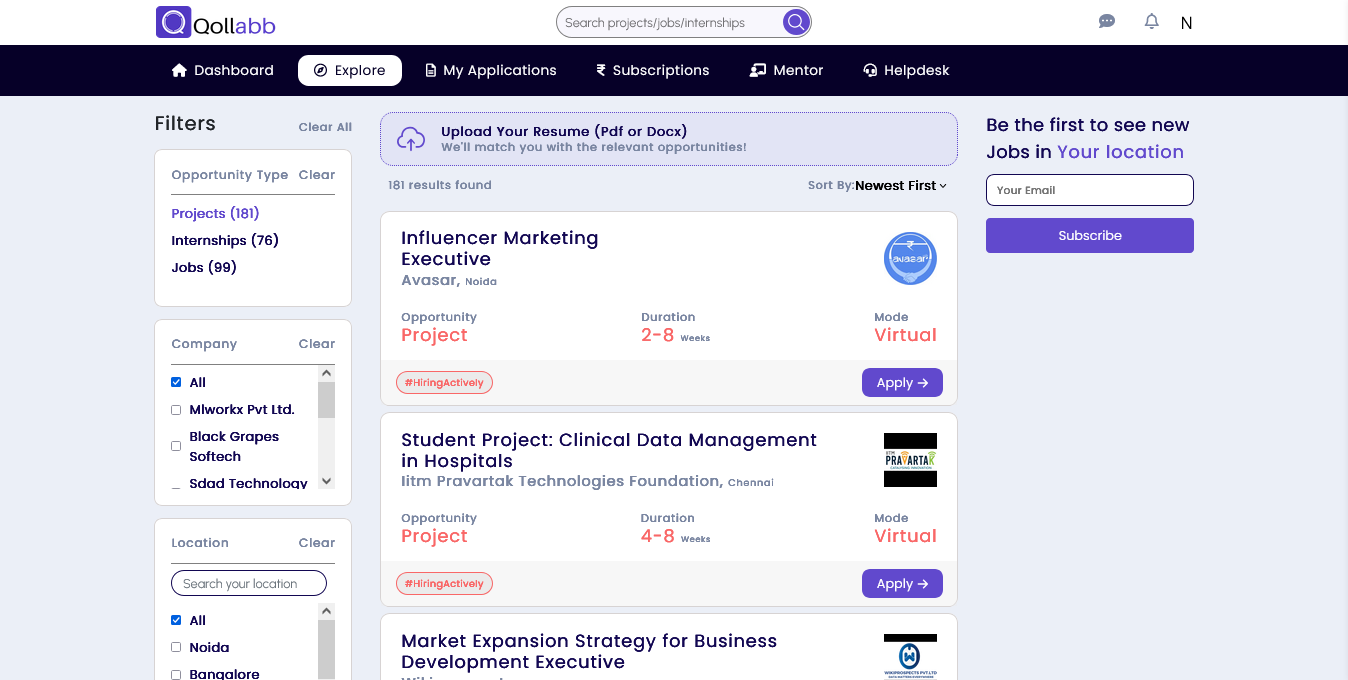 Qollabb
Search projects/jobs/internships
N
Dashboard
Explore
My Applications
₹ Subscriptions
Mentor
Helpdesk
Filters
Clear All
Opportunity Type
Clear
Projects (181)
Internships (76)
Jobs (99)
Company
Clear
All
Mlworkx Pvt Ltd.
Black Grapes
Softech
Sdad Technology
Location
Clear
Search your location
All
Noida
Bangalore
Upload Your Resume (Pdf or Docx)
We'll match you with the relevant opportunities!
181 results found
Sort By:Newest First
Influencer Marketing
Executive
Avasar, Noida
₹
avasar
Opportunity
Project
Duration
2-8 Weeks
Mode
Virtual
#HiringActively
Apply →
Student Project: Clinical Data Management
in Hospitals
Iitm Pravartak Technologies Foundation, Chennai
IITM
PRAVARTAK
Opportunity
Project
Duration
4-8 Weeks
Mode
Virtual
#HiringActively
Apply →
Market Expansion Strategy for Business
Development Executive
WIKIPROSPECTS PVT.LTD
Be the first to see new
Jobs in Your location
Your Email
Subscribe